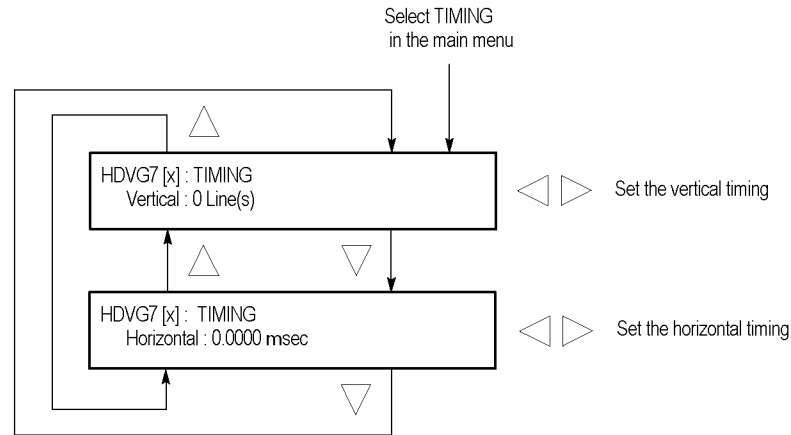 Select TIMING
in the main menu
HDVG7 [x] : TIMING
Vertical : 0 Line(s)
Set the vertical timing
HDVG7 [x] : TIMING
Horizontal : 0.0000 msec
Set the horizontal timing